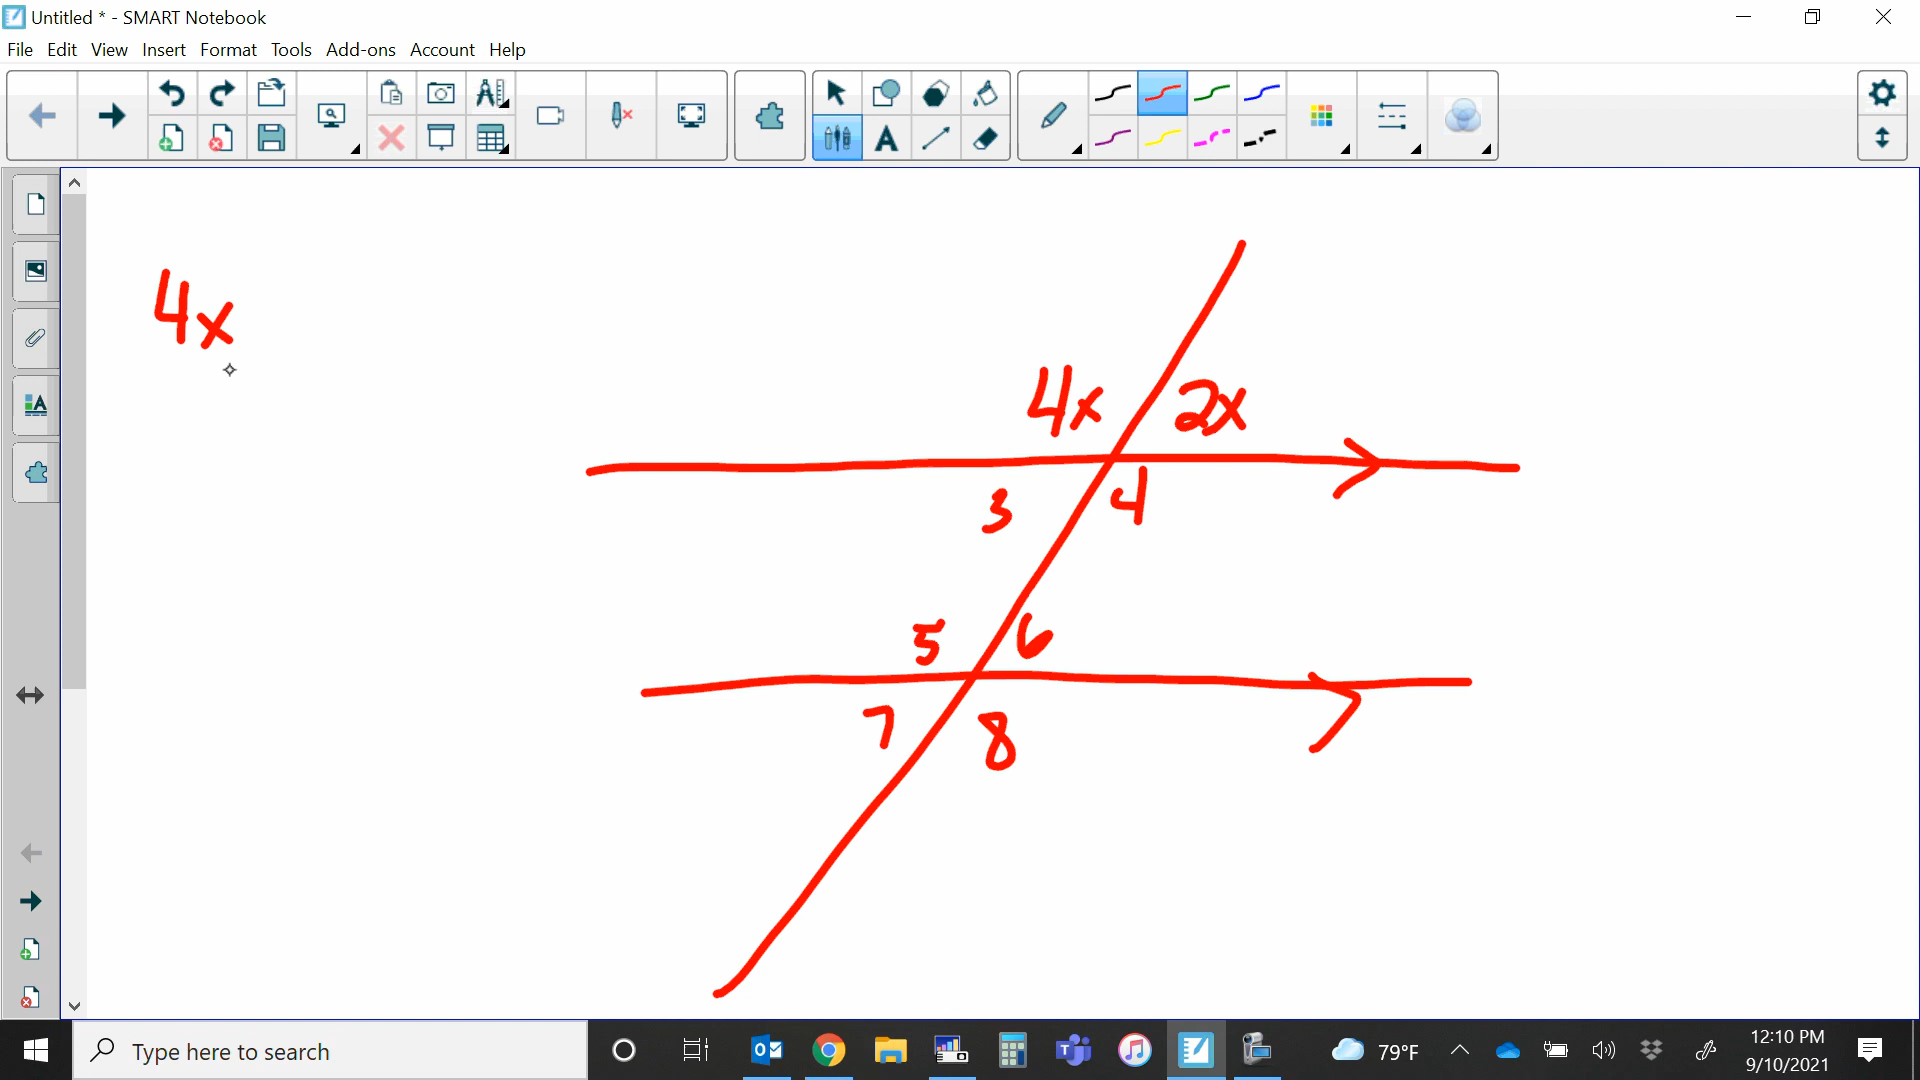 Untitled * - SMART Notebook
File Edit View Insert Format Tools Add-ons Account Help
4x
4x 2x
3 4
5 6
7 8
Type here to search
79°F
12:10 PM
9/10/2021